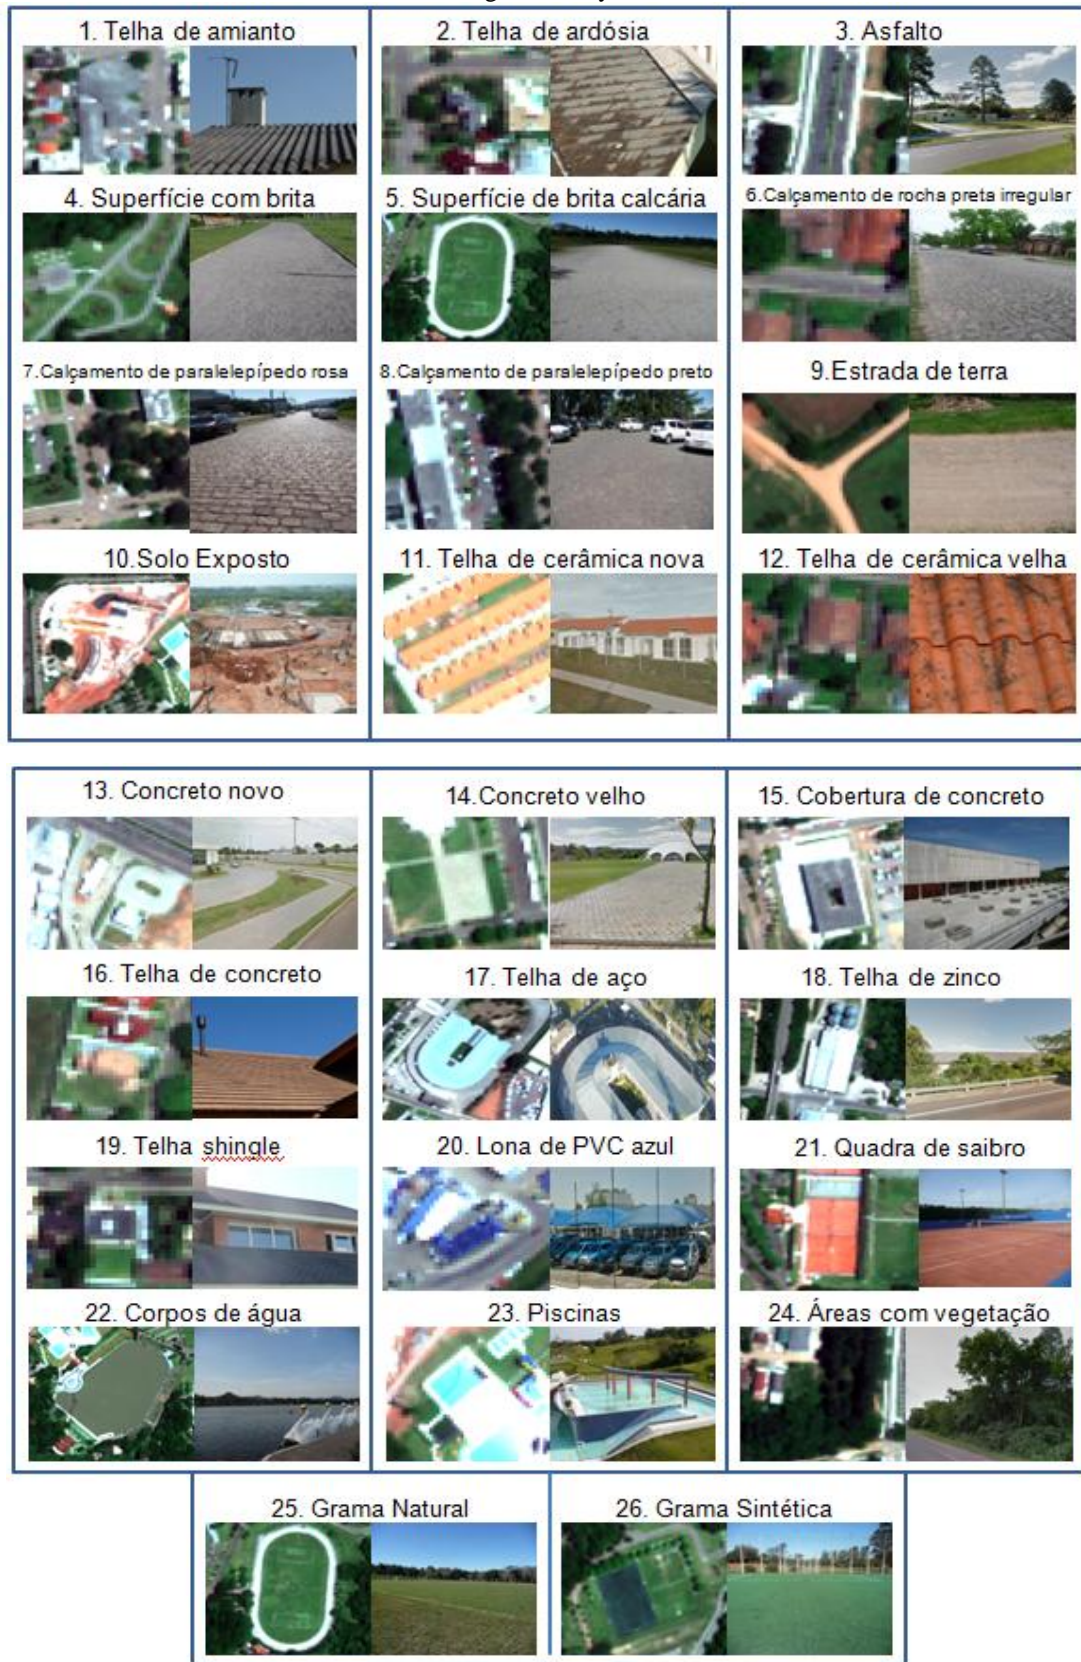 1. Telha de amianto
2. Telha de ardósia
3. Asfalto
4. Superfície com brita
5. Superfície de brita calcária
6.Calçamento de rocha preta irregular
7.Calçamento de paralelepípedo rosa
8.Calçamento de paralelepípedo preto
9.Estrada de terra
10.Solo Exposto
11. Telha de cerâmica nova
12. Telha de cerâmica velha
13. Concreto novo
14.Concreto velho
15. Cobertura de concreto
16. Telha de concreto
17. Telha de aço
18. Telha de zinco
19. Telha shingle
20. Lona de PVC azul
21. Quadra de saibro
22. Corpos de água
23. Piscinas
24. Áreas com vegetação
25. Grama Natural
26. Grama Sintética